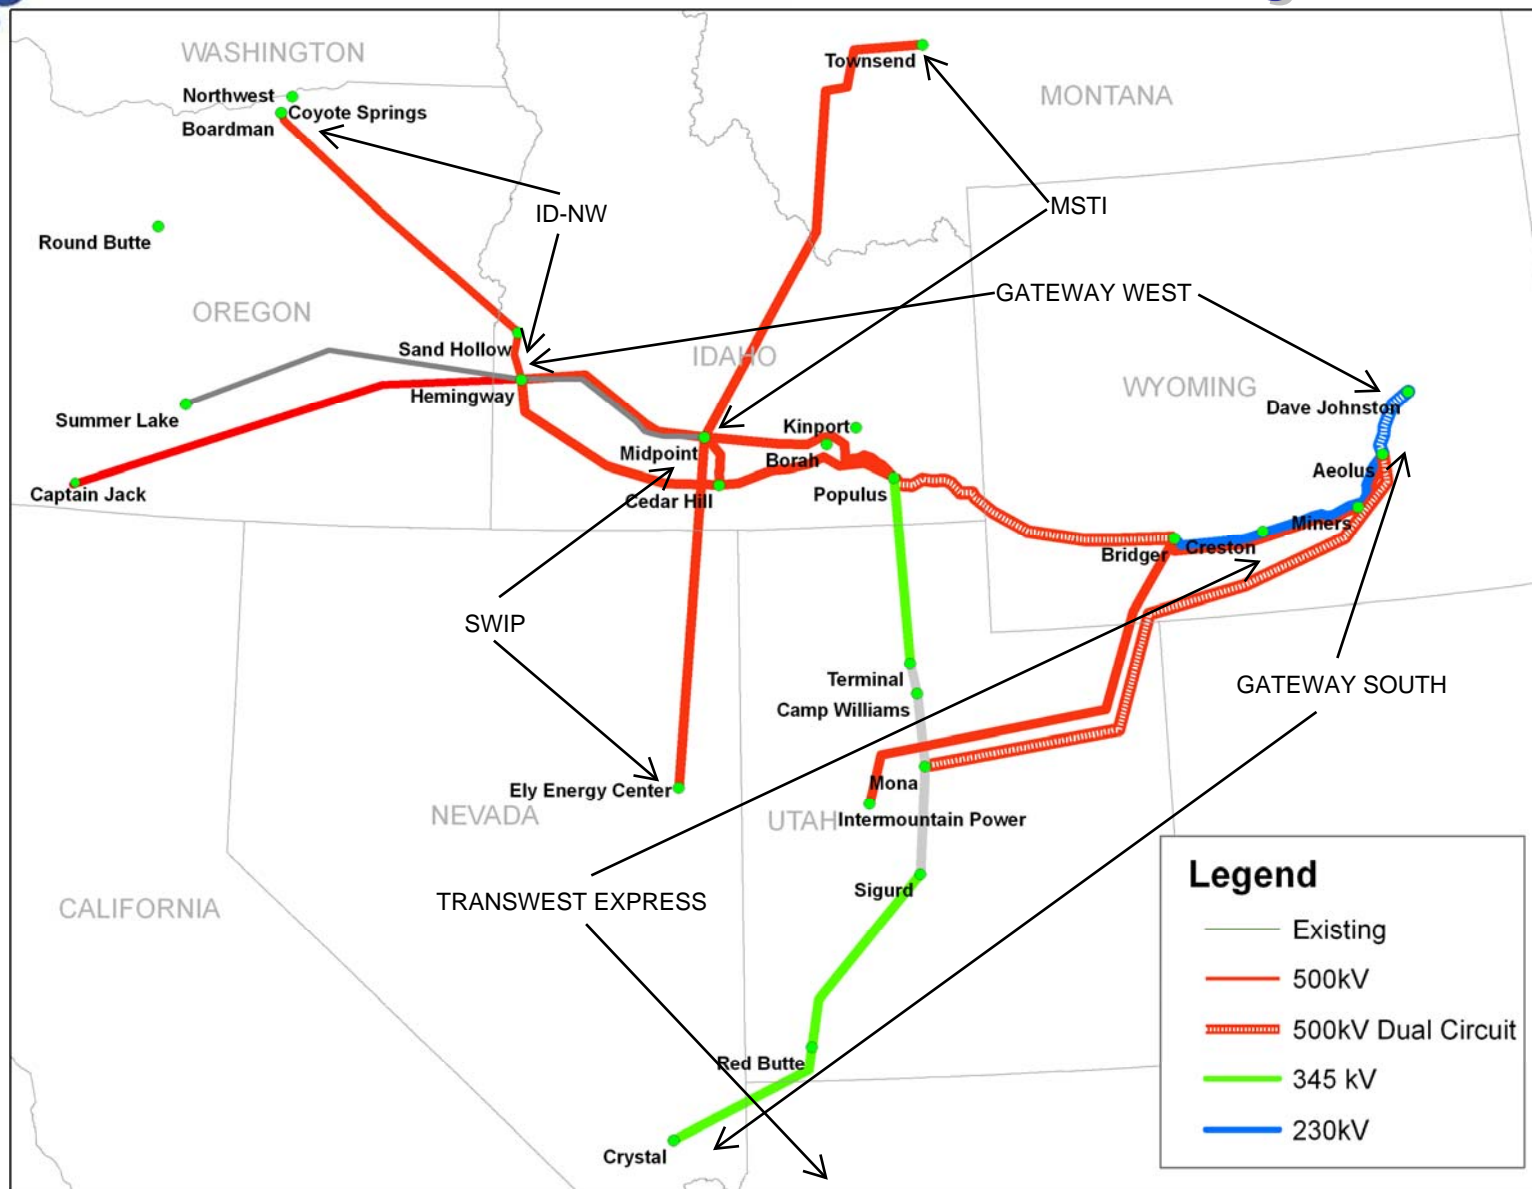 WASHINGTON
Townsend
MONTANA
Northwest
Coyote Springs
Boardman
ID-NW
MSTI
Round Butte
GATEWAY WEST
OREGON
Sand Hollow
IDAHO
WYOMING
Hemingway
Dave Johnston
Summer Lake
Kinport
Midpoint
Borah
Aeolus
Captain Jack
Cedar Hill
Populus
Miners
Bridger
Creston
SWIP
Terminal
GATEWAY SOUTH
Camp Williams
Mona
Ely Energy Center
NEVADA
UTAH
Intermountain Power
Legend
Sigurd
TRANSWEST EXPRESS
CALIFORNIA
Existing
500kV
500kV Dual Circuit
Red Butte
345 kV
230kV
Crystal